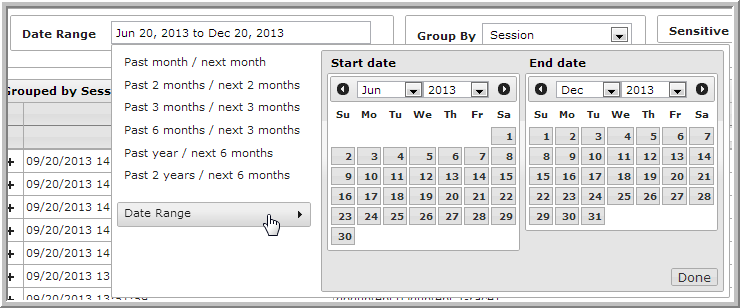 Date Range Jun 20, 2013 to Dec 20, 2013 Group By Session Sensitive
Past month / next month
Past 2 months / next 2 months
Past 3 months / next 3 months
Past 6 months / next 3 months
Past year / next 6 months
Past 2 years / next 6 months
Date Range
Start date
Jun 2013
Su Mo Tu We Th Fr Sa
1
2 3 4 5 6 7 8
9 10 11 12 13 14 15
16 17 18 19 20 21 22
23 24 25 26 27 28 29
30
End date
Dec 2013
Su Mo Tu We Th Fr Sa
1 2 3 4 5 6 7
8 9 10 11 12 13 14
15 16 17 18 19 20 21
22 23 24 25 26 27 28
29 30 31
Done
Grouped by Sess
09/20/2013 14
09/20/2013 14
09/20/2013 14
09/20/2013 14
09/20/2013 14
09/20/2013 13